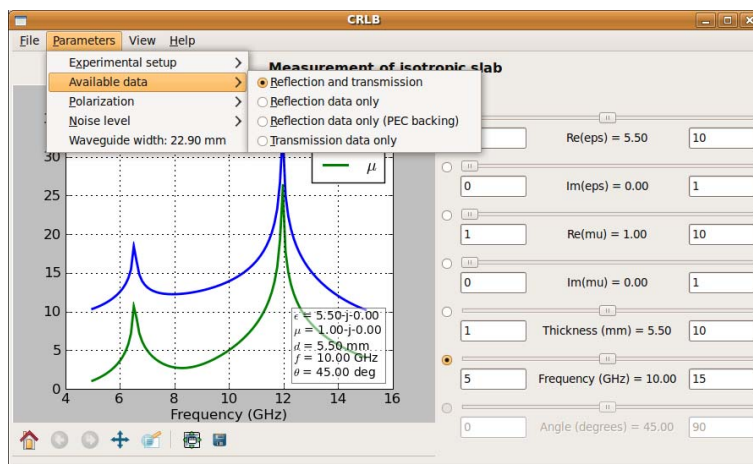 CRLB
File Parameters View Help
Measurement of isotropic slab
Experimental setup >
Available data >
Polarization >
Noise level >
Waveguide width: 22.90 mm
Reflection and transmission
Reflection data only
Reflection data only (PEC backing)
Transmission data only
μ
30
25
20
15
10
5
0
4 6 8 10 12 14 16
Frequency (GHz)
ϵ = 5.50-j-0.00
μ = 1.00-j-0.00
d = 5.50 mm
f = 10.00 GHz
θ = 45.00 deg
Re(eps) = 5.50 10
0 Im(eps) = 0.00 1
1 Re(mu) = 1.00 10
0 Im(mu) = 0.00 1
1 Thickness (mm) = 5.50 10
5 Frequency (GHz) = 10.00 15
0 Angle (degrees) = 45.00 90